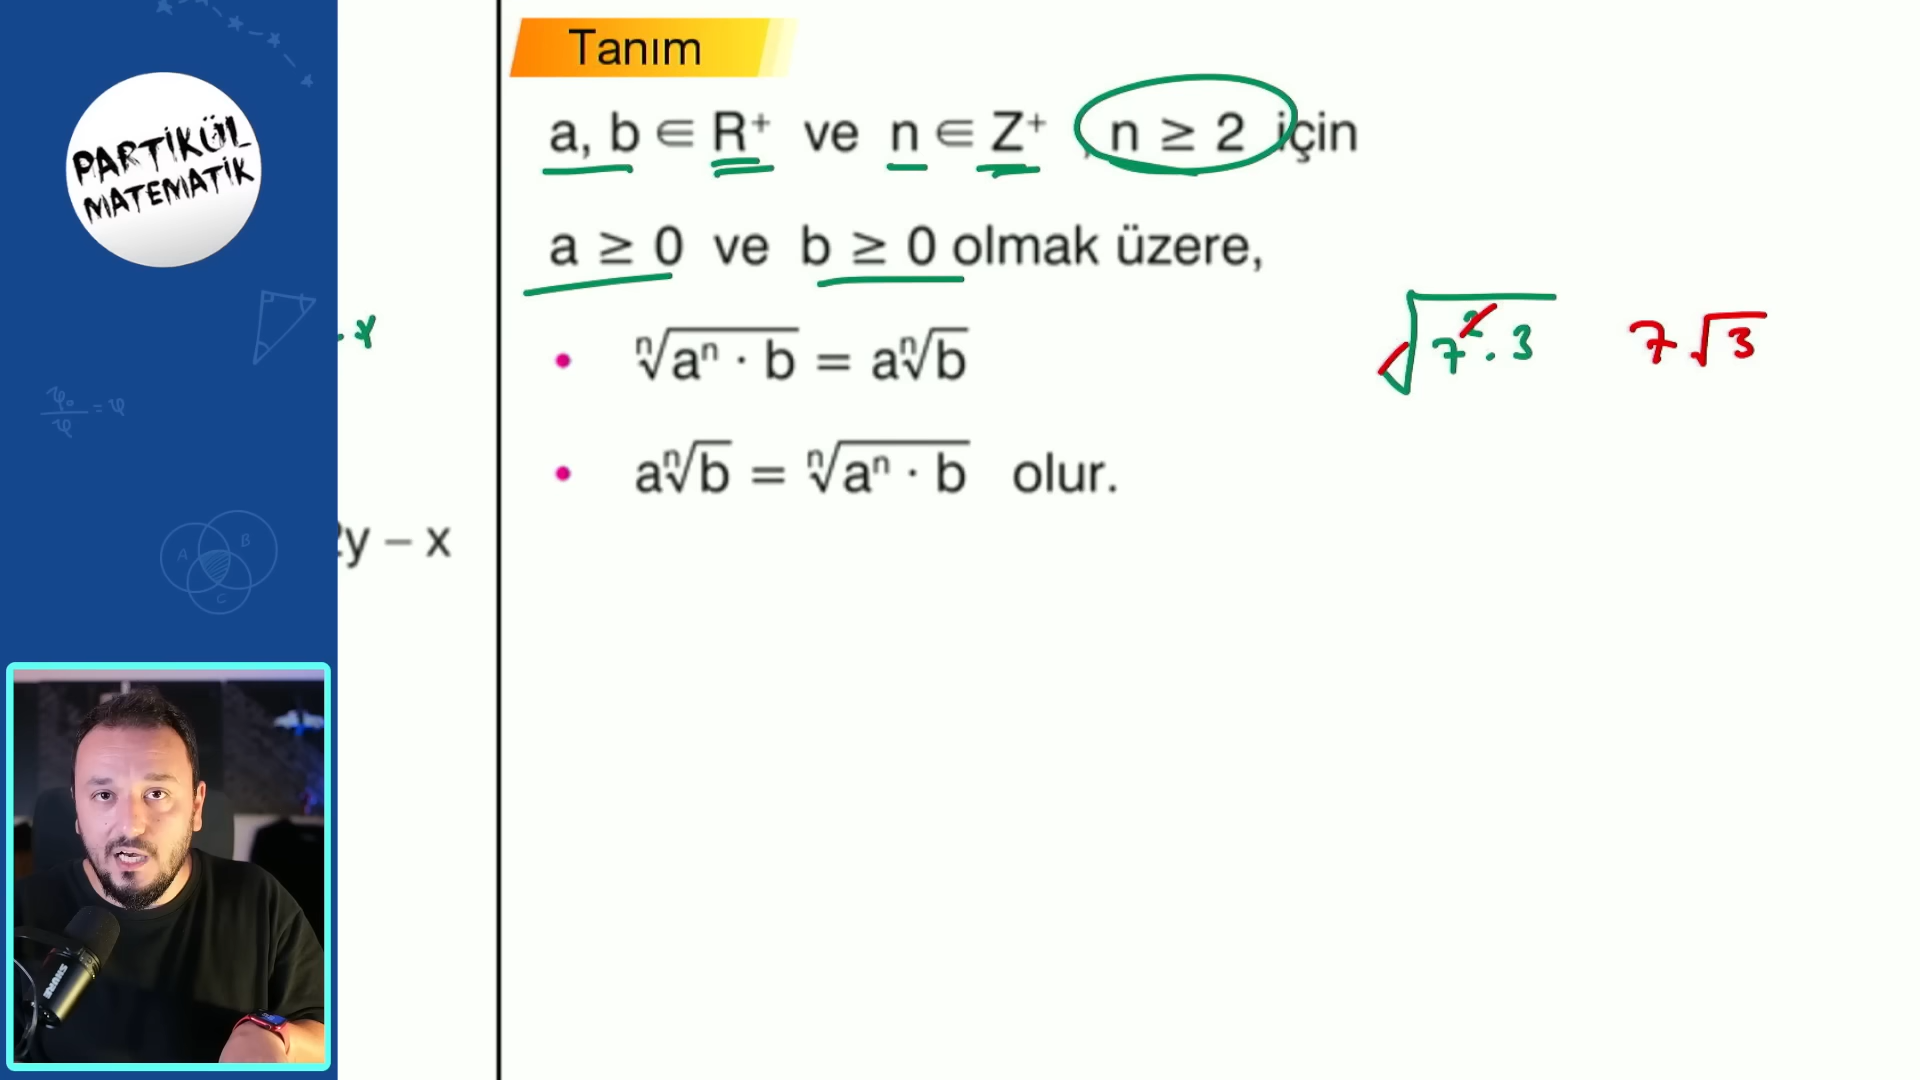 PARTİKÜL
MATEMATİK
Tanım
a, b ∈ R⁺ ve n ∈ Z⁺ , n ≥ 2 için
a ≥ 0 ve b ≥ 0 olmak üzere,
• ⁿ√(aⁿ · b) = aⁿ√b
• aⁿ√b = ⁿ√(aⁿ · b) olur.
√(7² . 3) 7√3
y – x
A B
C
SHURE